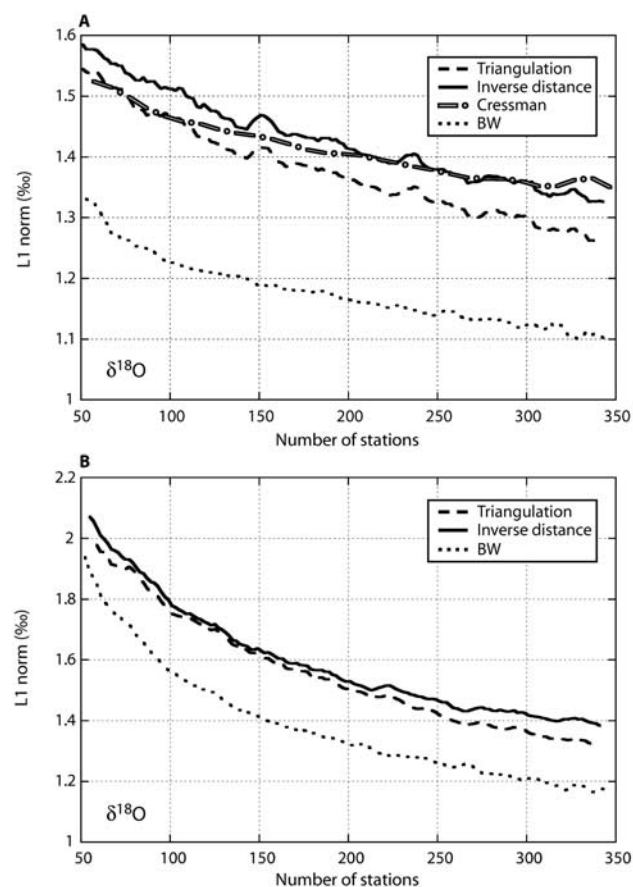 A
1.6
1.5
1.4
1.3
1.2
1.1
1
L1 norm (‰)
Triangulation
Inverse distance
Cressman
BW
δ¹⁸O
50 100 150 200 250 300 350
Number of stations
B
2.2
2
1.8
1.6
1.4
1.2
1
L1 norm (‰)
Triangulation
Inverse distance
BW
δ¹⁸O
50 100 150 200 250 300 350
Number of stations